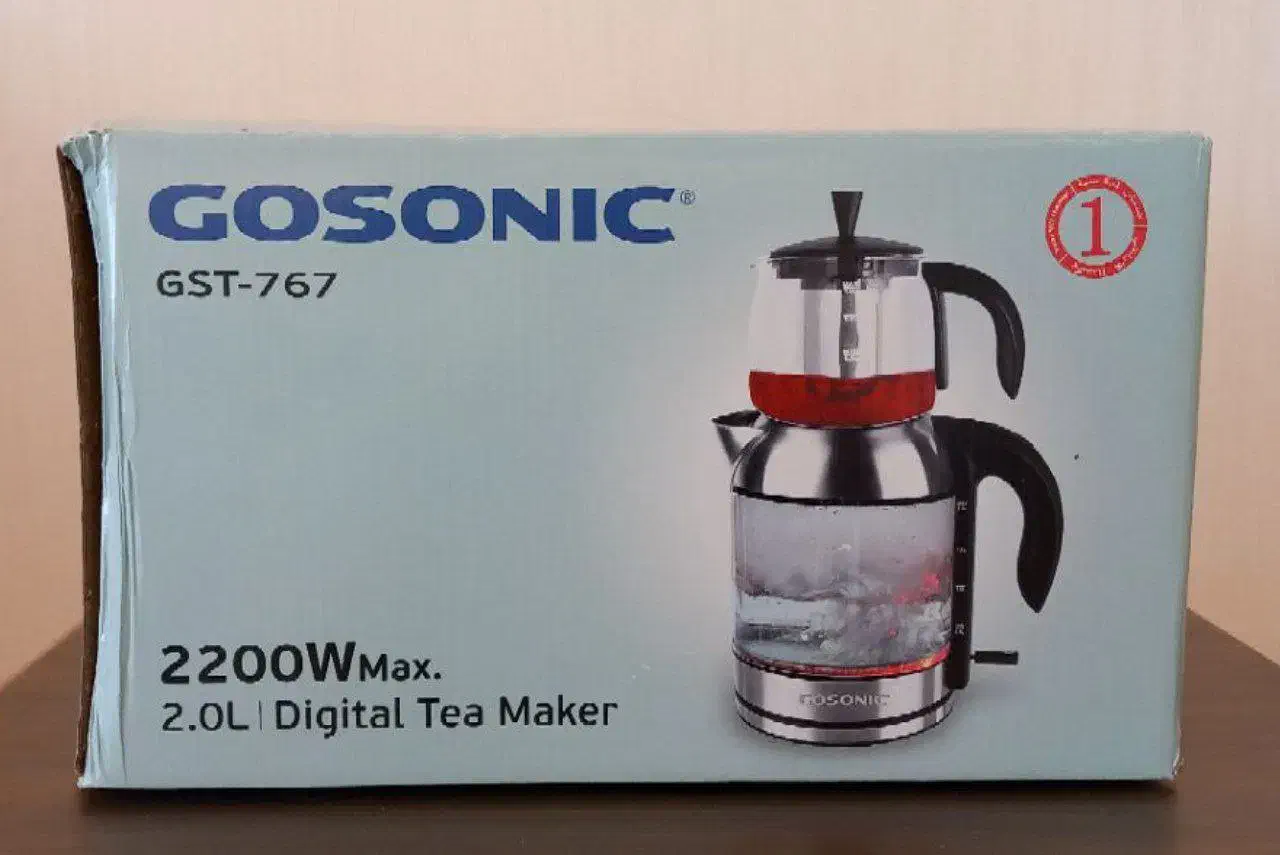 GOSONIC®
GST-767
1
2200W Max.
2.0L | Digital Tea Maker
GOSONIC